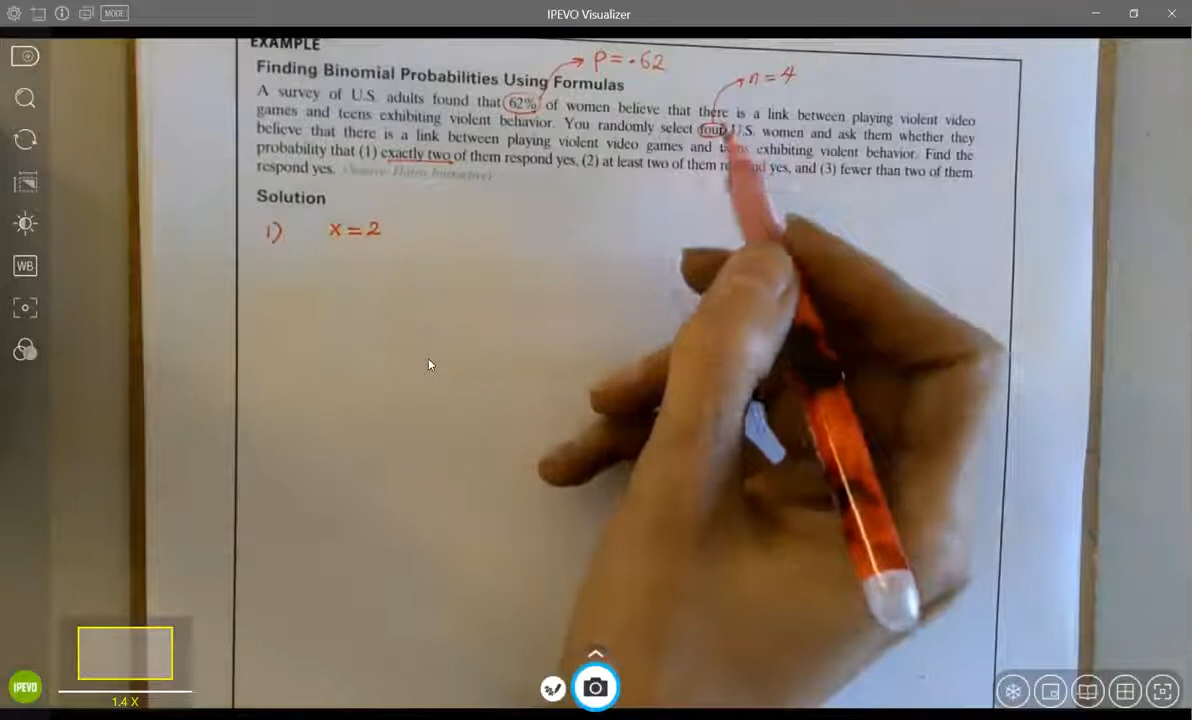 IPEVO Visualizer
MODE
EXAMPLE
Finding Binomial Probabilities Using Formulas
p = .62
n = 4
A survey of U.S. adults found that 62% of women believe that there is a link between playing violent video
games and teens exhibiting violent behavior. You randomly select four U.S. women and ask them whether they
believe that there is a link between playing violent video games and teens exhibiting violent behavior. Find the
probability that (1) exactly two of them respond yes, (2) at least two of them respond yes, and (3) fewer than two of them
respond yes. (Source: Harris Interactive)
Solution
1) x = 2
WB
IPEVO
1.4 X